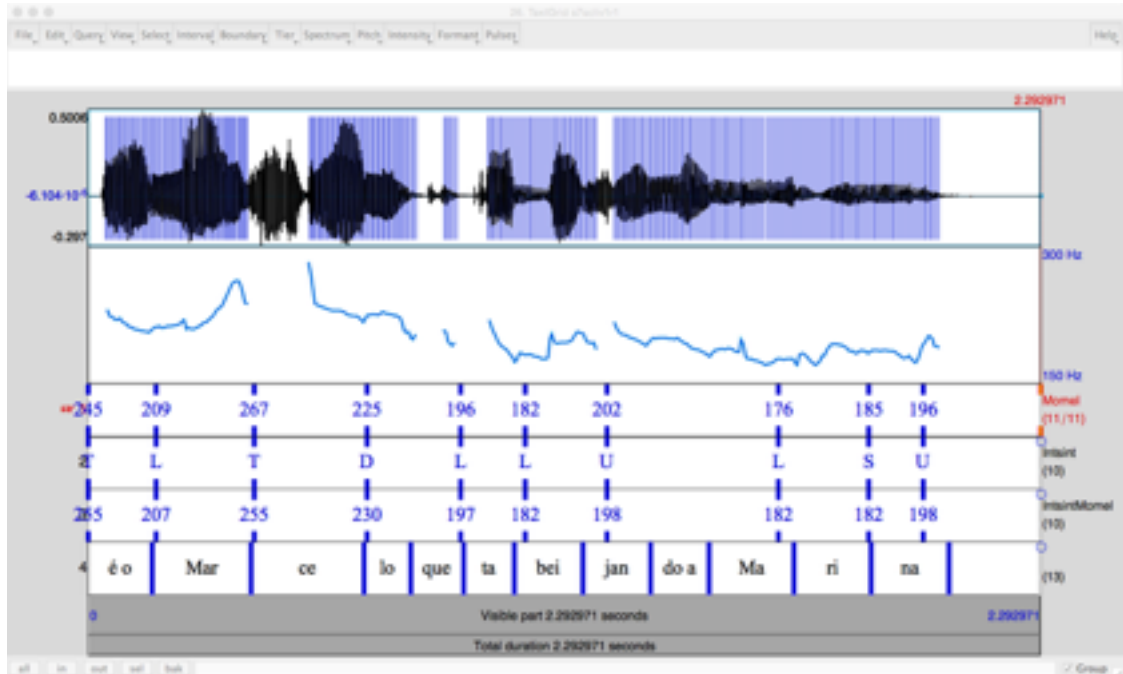 File Edit Query View Select Interval Boundary Tier Spectrum Pitch Intensity Formant Pulses Help
2.292971
0.5006
-0.297
300 Hz
150 Hz
245 209 267 225 196 182 202 176 185 196 Momel
(11/11)
T L T D L L U L S U Intsint
(10)
207 255 230 197 182 198 182 182 198 IntsintMomel
(10)
4 é o Mar ce lo que ta bei jan do a Ma ri na (13)
0 Visible part 2.292971 seconds 2.292971
Total duration 2.292971 seconds
all in out sel bak Group